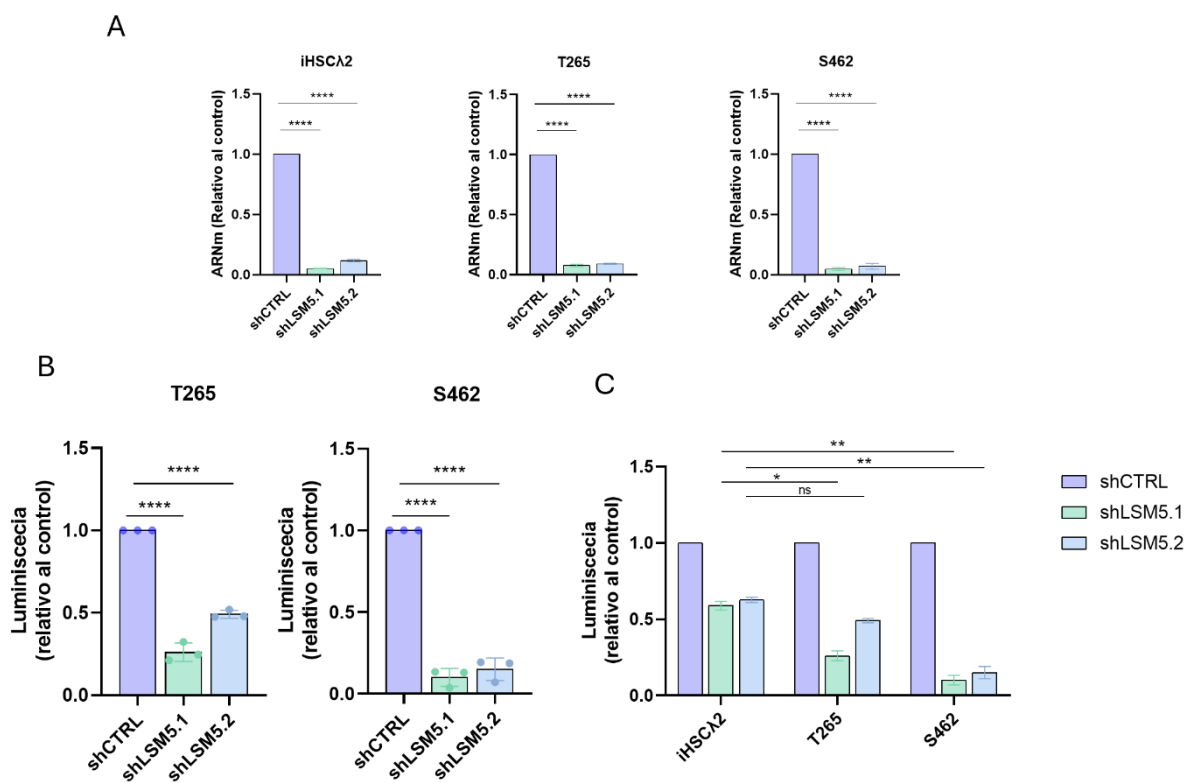 A
iHSCλ2
ARNm (Relativo al control)
1.5
1.0
0.5
0.0
****
****
shCTRL
shLSM5.1
shLSM5.2
T265
ARNm (Relativo al control)
1.5
1.0
0.5
0.0
****
****
shCTRL
shLSM5.1
shLSM5.2
S462
ARNm (Relativo al control)
1.5
1.0
0.5
0.0
****
****
shCTRL
shLSM5.1
shLSM5.2
B
T265
Luminiscecia
(relativo al control)
1.5
1.0
0.5
0.0
****
****
shCTRL
shLSM5.1
shLSM5.2
S462
Luminiscecia
(relativo al control)
1.5
1.0
0.5
0.0
****
****
shCTRL
shLSM5.1
shLSM5.2
C
Luminiscecia
(relativo al control)
1.5
1.0
0.5
0.0
**
**
*
ns
iHSCλ2
T265
S462
shCTRL
shLSM5.1
shLSM5.2